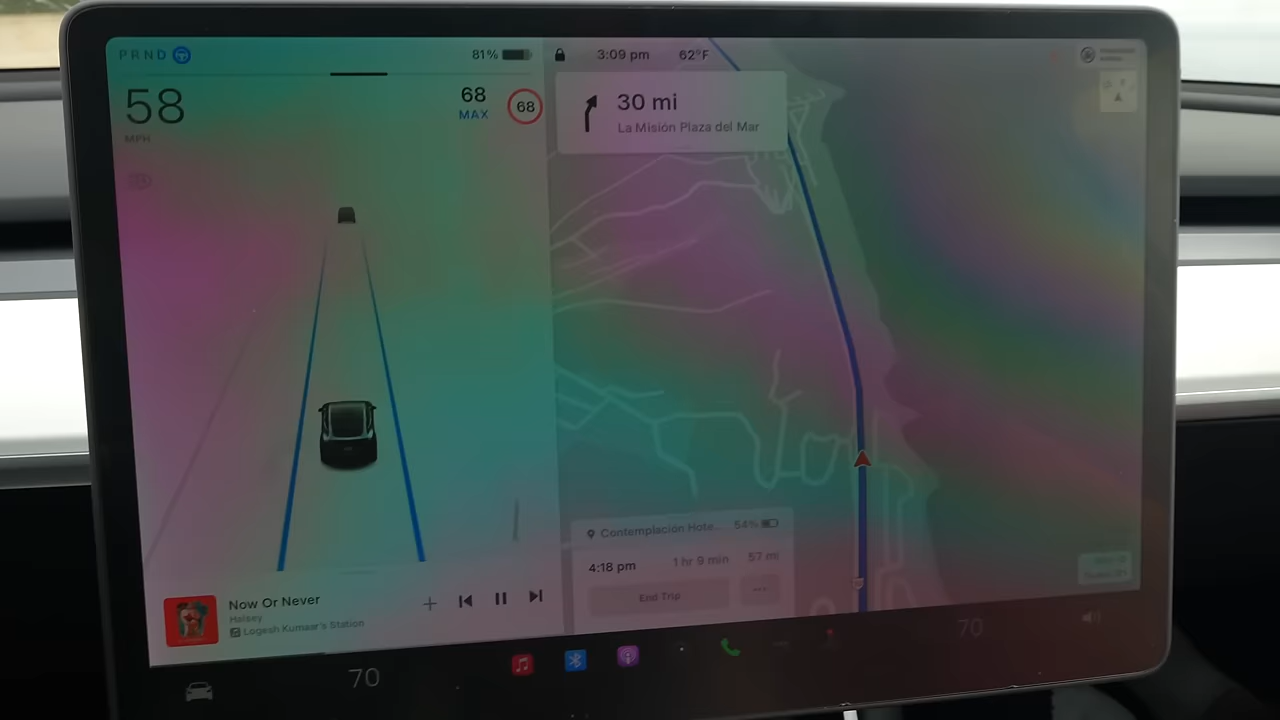 PRND
81%
3:09 pm
62°F
58
MPH
68
MAX
68
30 mi
La Misión Plaza del Mar
Contemplación Hote...
54%
4:18 pm
1 hr 9 min
57 mi
End Trip
Now Or Never
Halsey
Logesh Kumaar's Station
70
70